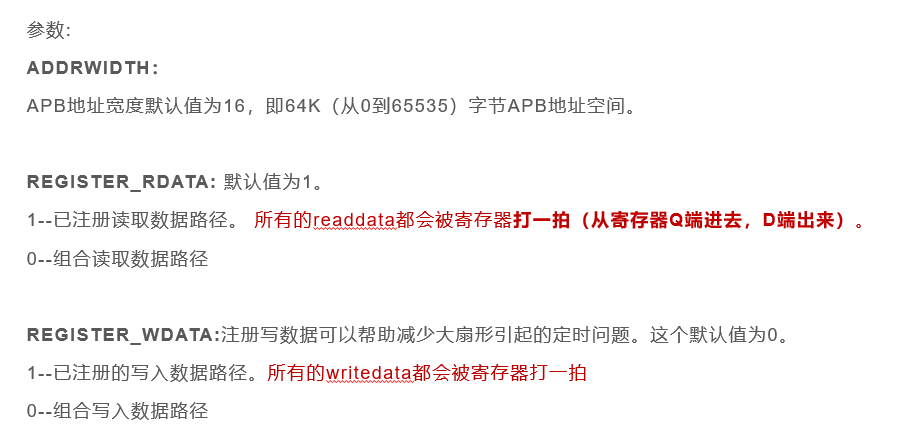 参数:
ADDRWIDTH：
APB地址宽度默认值为16，即64K（从0到65535）字节APB地址空间。
REGISTER_RDATA: 默认值为1。
1--已注册读取数据路径。 所有的readdata都会被寄存器打一拍（从寄存器Q端进去，D端出来）。
0--组合读取数据路径
REGISTER_WDATA:注册写数据可以帮助减少大扇形引起的定时问题。这个默认值为0。
1--已注册的写入数据路径。所有的writedata都会被寄存器打一拍
0--组合写入数据路径